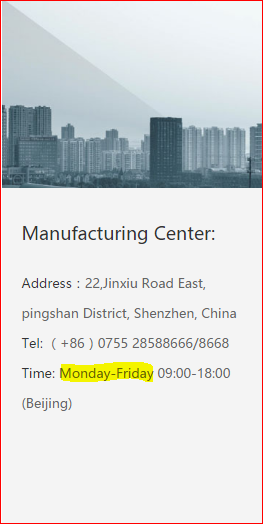 Manufacturing Center:
Address：22,Jinxiu Road East,
pingshan District, Shenzhen, China
Tel:（+86）0755 28588666/8668
Time: Monday-Friday 09:00-18:00
(Beijing)